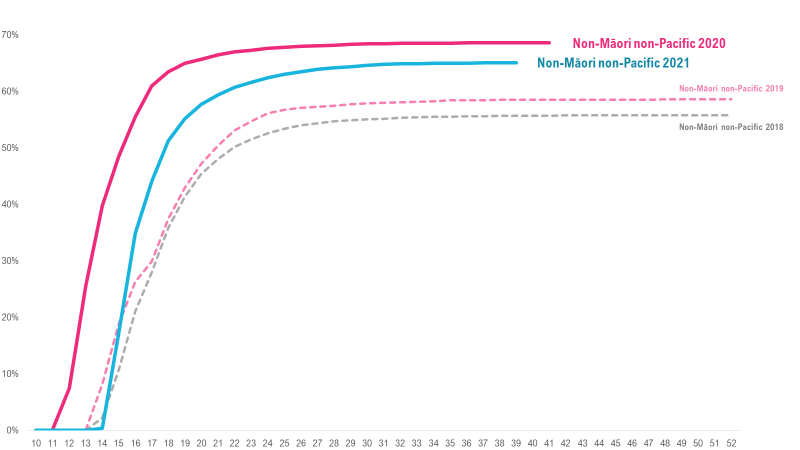 70%
Non-Māori non-Pacific 2020
Non-Māori non-Pacific 2021
60%
Non-Māori non-Pacific 2019
Non-Māori non-Pacific 2018
50%
40%
30%
20%
10%
0%
10 11 12 13 14 15 16 17 18 19 20 21 22 23 24 25 26 27 29 30 31 32 33 34 35 36 37 38 39 40 41 42 43 44 45 46 47 48 49 50 51 52